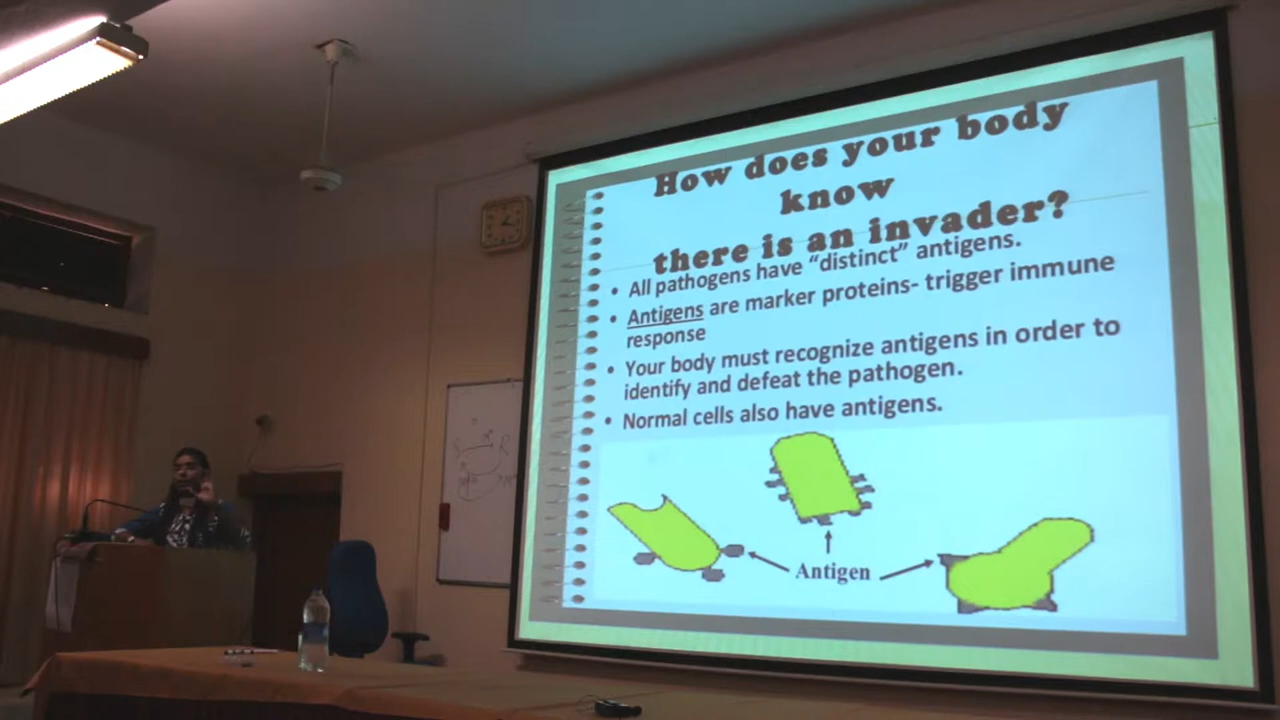 How does your body
know
there is an invader?
• All pathogens have “distinct” antigens.
• Antigens are marker proteins- trigger immune
response
• Your body must recognize antigens in order to
identify and defeat the pathogen.
• Normal cells also have antigens.
Antigen